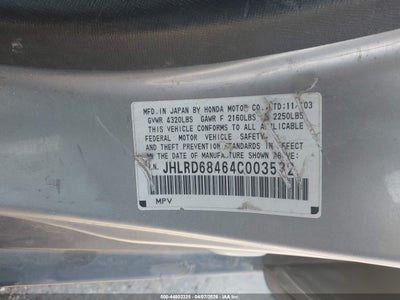 MFD. IN JAPAN BY HONDA MOTOR CO., LTD: 11/03
GVWR 4320LBS GAWR F 2160LBS R 2250LBS
THIS VEHICLE CONFORMS TO ALL APPLICABLE
FEDERAL MOTOR VEHICLE SAFETY,
AND THEFT PREVENTION STANDARDS IN EFFECT
ON THE DATE OF MANUFACTURE SHOWN ABOVE.
V.I.N. JHLRD68464C003532
MPV